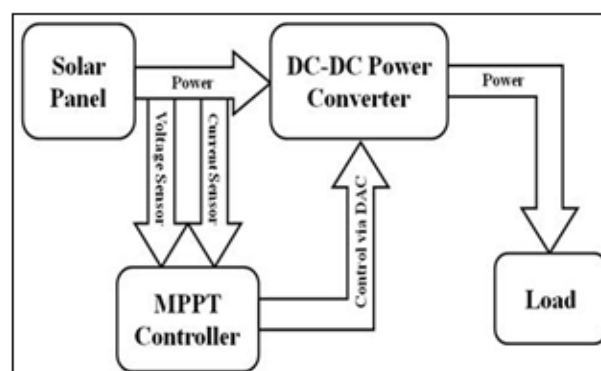 Solar
Panel
Power
DC-DC Power
Converter
Power
Voltage Sensor
Current Sensor
Control via DAC
MPPT
Controller
Load